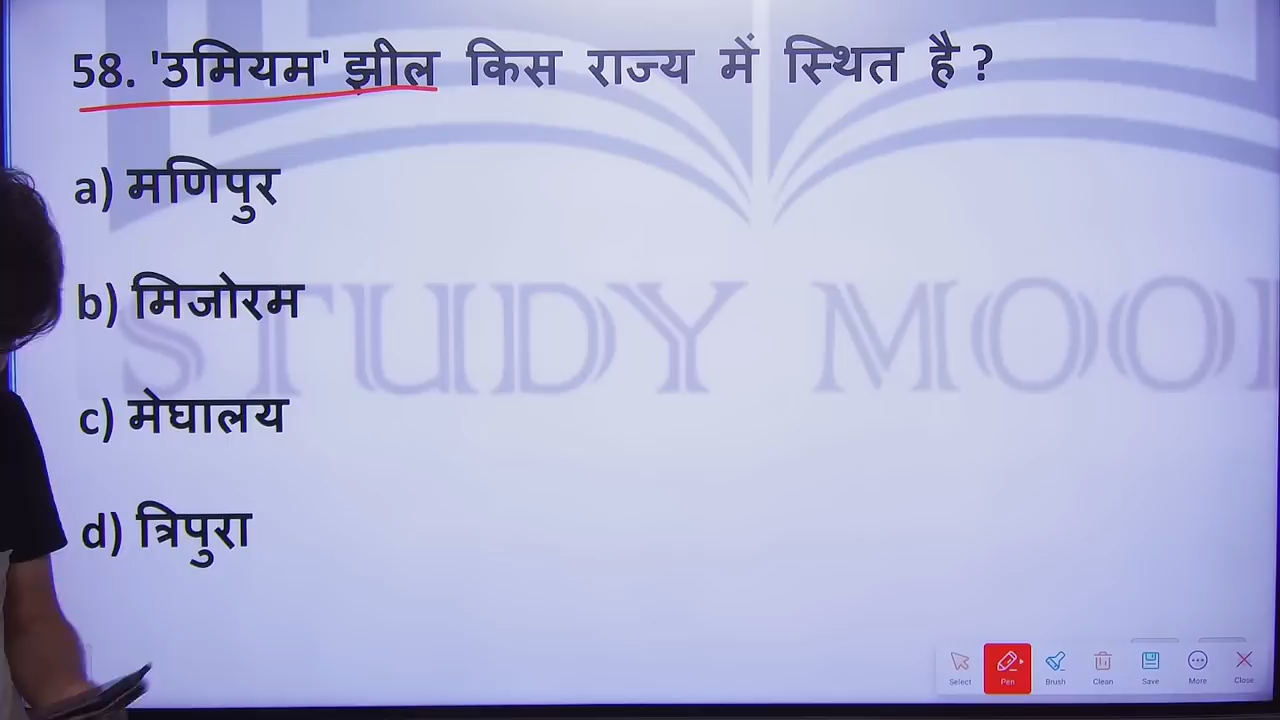 58. 'उमियम' झील किस राज्य में स्थित है ?
a) मणिपुर
b) मिजोरम
c) मेघालय
d) त्रिपुरा
STUDY MOO
Select
Pen
Brush
Clean
Save
More
Close